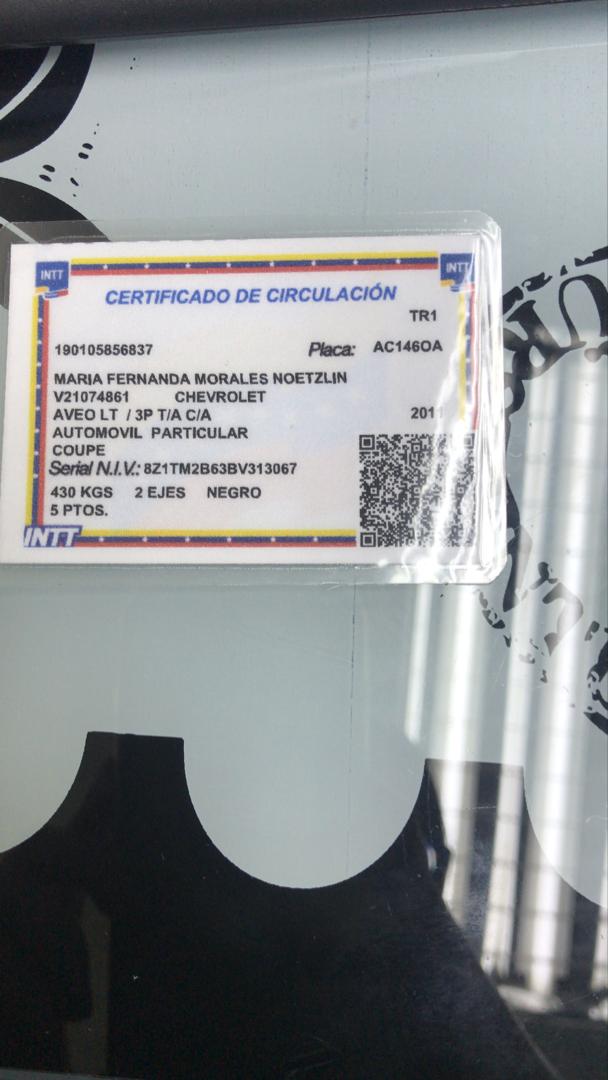 INTT INTT
CERTIFICADO DE CIRCULACIÓN
TR1
190105856837 Placa: AC146OA
MARIA FERNANDA MORALES NOETZLIN
V21074861 CHEVROLET
AVEO LT / 3P T/A C/A 2011
AUTOMOVIL PARTICULAR
COUPE
Serial N.I.V.: 8Z1TM2B63BV313067
430 KGS 2 EJES NEGRO
5 PTOS.
INTT